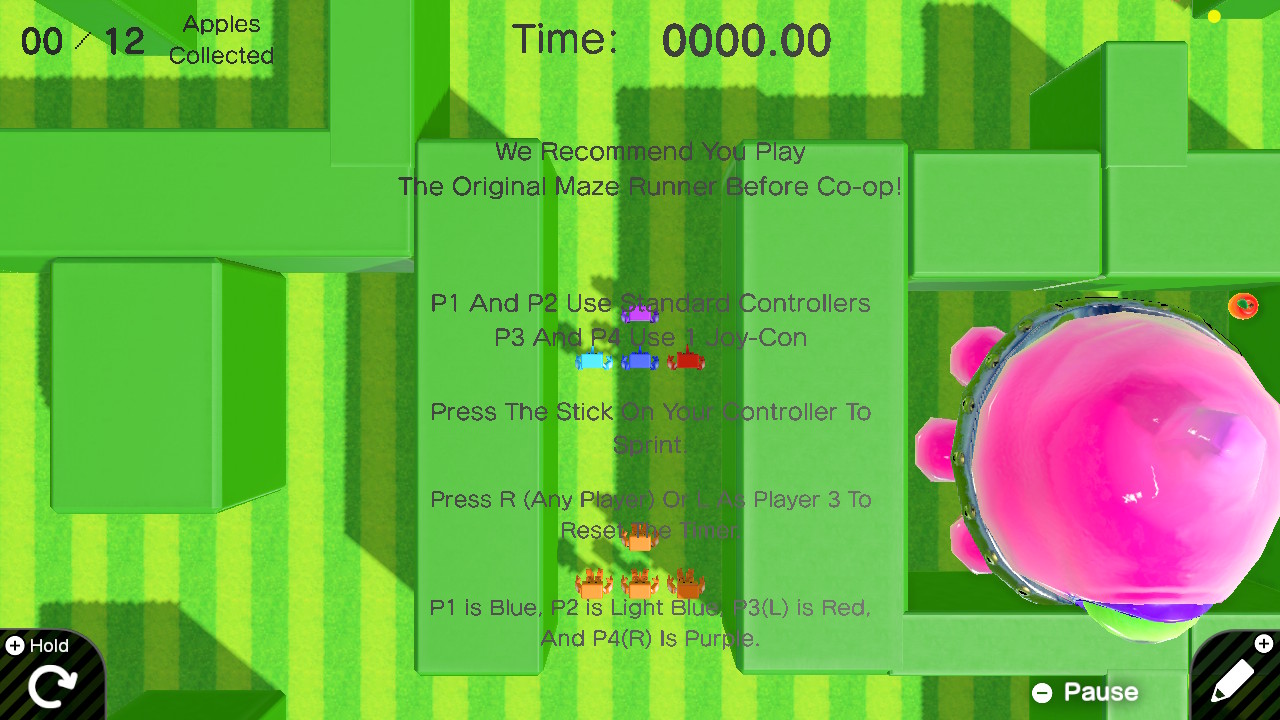 00 / 12
Apples
Collected
Time: 0000.00
We Recommend You Play
The Original Maze Runner Before Co-op!
P1 And P2 Use Standard Controllers
P3 And P4 Use 1 Joy-Con
Press The Stick On Your Controller To
Sprint.
Press R (Any Player) Or L As Player 3 To
Reset The Timer
P1 is Blue, P2 is Light Blue, P3(L) is Red,
And P4(R) Is Purple.
Hold
Pause